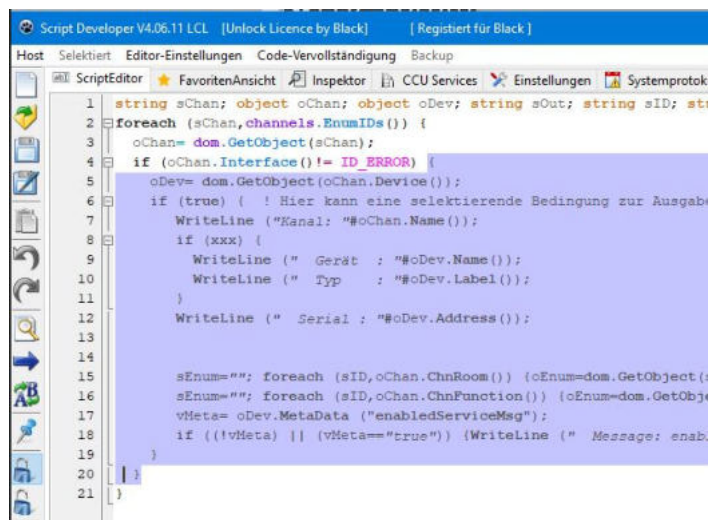 Script Developer V4.06.11 LCL [Unlock Licence by Black] [ Registiert für Black ]
Host Selektiert Editor-Einstellungen Code-Vervollständigung Backup
ScriptEditor FavoritenAnsicht Inspektor CCU Services Einstellungen Systemprotok
1 string sChan; object oChan; object oDev; string sOut; string sID; str
2 foreach (sChan,channels.EnumIDs()) {
3 oChan= dom.GetObject(sChan);
4 if (oChan.Interface()!= ID_ERROR) {
5 oDev= dom.GetObject(oChan.Device());
6 if (true) { ! Hier kann eine selektierende Bedingung zur Ausgabe
7 WriteLine ("Kanal: "#oChan.Name());
8 if (xxx) {
9 WriteLine (" Gerät : "#oDev.Name());
10 WriteLine (" Typ : "#oDev.Label());
11 }
12 WriteLine (" Serial : "#oDev.Address());
13
14
15 sEnum=""; foreach (sID,oChan.ChnRoom()) {oEnum=dom.GetObject(s
16 sEnum=""; foreach (sID,oChan.ChnFunction()) {oEnum=dom.GetObje
17 vMeta= oDev.MetaData ("enabledServiceMsg");
18 if ((!vMeta) || (vMeta=="true")) {WriteLine (" Message: enabl
19 }
20 }
21 }